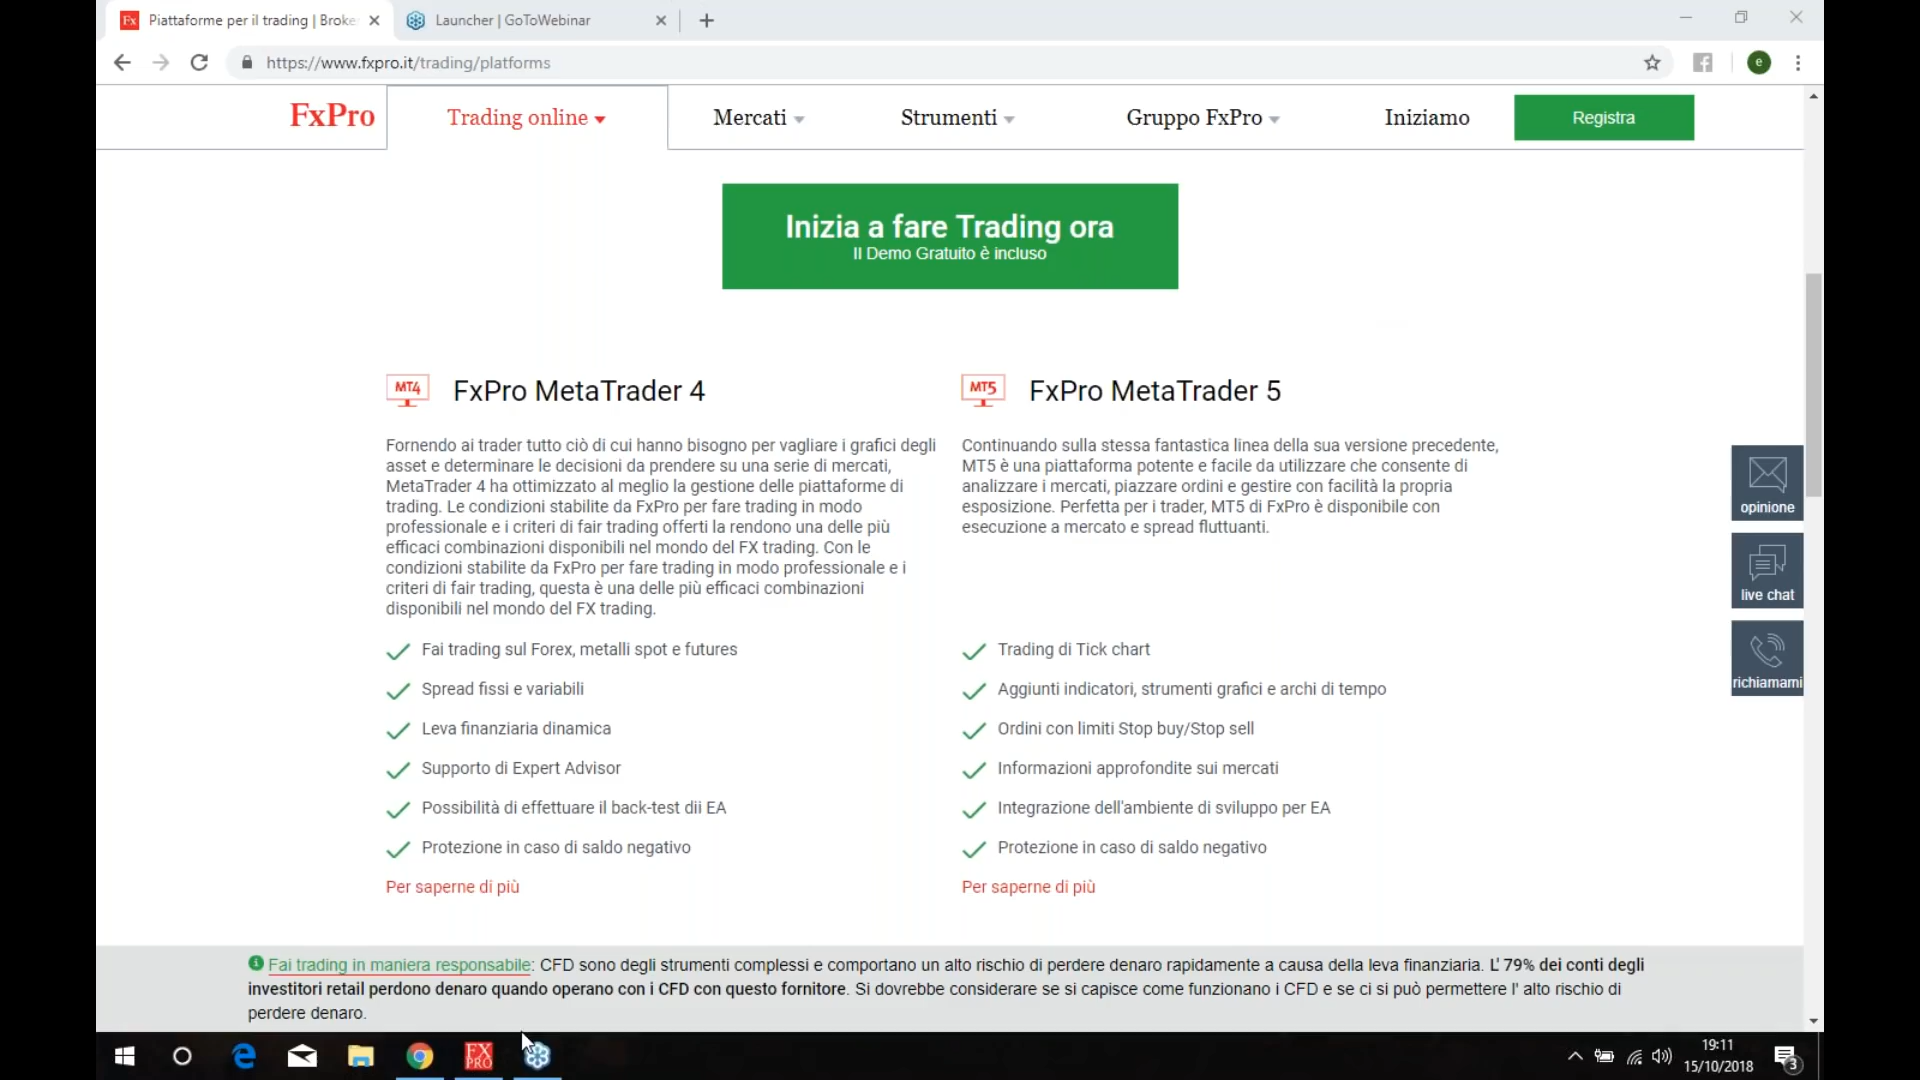 Fx Piattaforme per il trading | Broke
Launcher | GoToWebinar
https://www.fxpro.it/trading/platforms
e
FxPro
Trading online
Mercati
Strumenti
Gruppo FxPro
Iniziamo
Registra
Inizia a fare Trading ora
Il Demo Gratuito è incluso
MT4 FxPro MetaTrader 4
Fornendo ai trader tutto ciò di cui hanno bisogno per vagliare i grafici degli
asset e determinare le decisioni da prendere su una serie di mercati,
MetaTrader 4 ha ottimizzato al meglio la gestione delle piattaforme di
trading. Le condizioni stabilite da FxPro per fare trading in modo
professionale e i criteri di fair trading offerti la rendono una delle più
efficaci combinazioni disponibili nel mondo del FX trading. Con le
condizioni stabilite da FxPro per fare trading in modo professionale e i
criteri di fair trading, questa è una delle più efficaci combinazioni
disponibili nel mondo del FX trading.
Fai trading sul Forex, metalli spot e futures
Spread fissi e variabili
Leva finanziaria dinamica
Supporto di Expert Advisor
Possibilità di effettuare il back-test dii EA
Protezione in caso di saldo negativo
Per saperne di più
MT5 FxPro MetaTrader 5
Continuando sulla stessa fantastica linea della sua versione precedente,
MT5 è una piattaforma potente e facile da utilizzare che consente di
analizzare i mercati, piazzare ordini e gestire con facilità la propria
esposizione. Perfetta per i trader, MT5 di FxPro è disponibile con
esecuzione a mercato e spread fluttuanti.
Trading di Tick chart
Aggiunti indicatori, strumenti grafici e archi di tempo
Ordini con limiti Stop buy/Stop sell
Informazioni approfondite sui mercati
Integrazione dell'ambiente di sviluppo per EA
Protezione in caso di saldo negativo
Per saperne di più
opinione
live chat
richiamami
Fai trading in maniera responsabile: CFD sono degli strumenti complessi e comportano un alto rischio di perdere denaro rapidamente a causa della leva finanziaria. L' 79% dei conti degli
investitori retail perdono denaro quando operano con i CFD con questo fornitore. Si dovrebbe considerare se si capisce come funzionano i CFD e se ci si può permettere l' alto rischio di
perdere denaro.
FX
PRO
19:11
15/10/2018
3